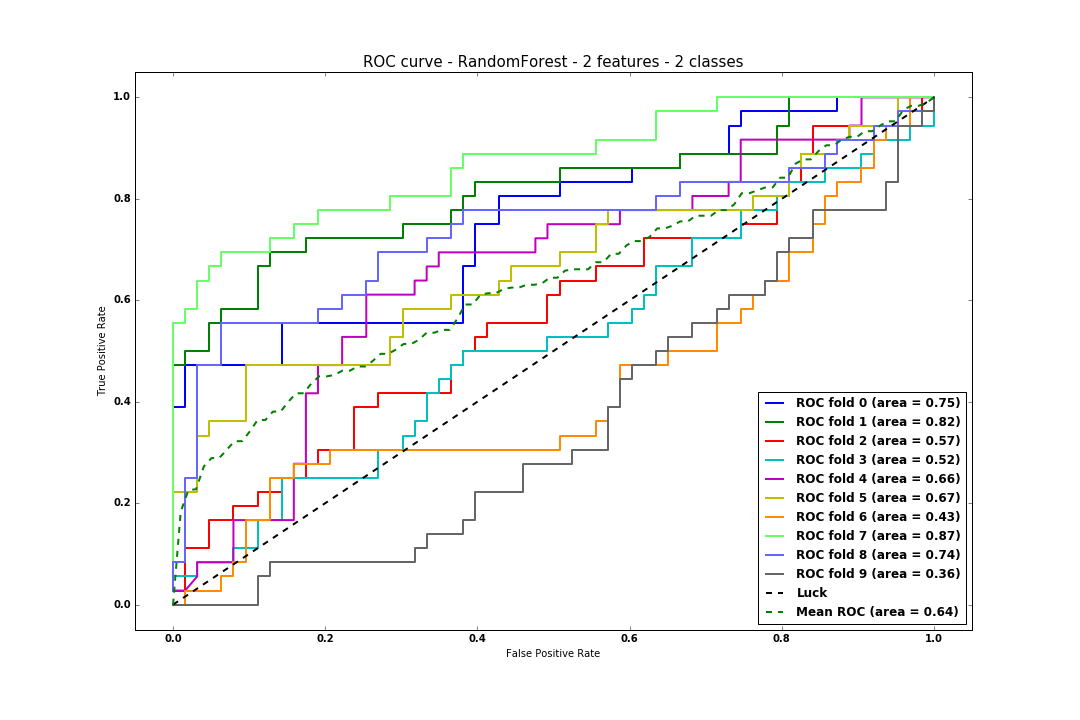 ROC curve - RandomForest - 2 features - 2 classes
1.0
0.8
0.6
0.4
0.2
0.0
True Positive Rate
0.0 0.2 0.4 0.6 0.8 1.0
False Positive Rate
ROC fold 0 (area = 0.75)
ROC fold 1 (area = 0.82)
ROC fold 2 (area = 0.57)
ROC fold 3 (area = 0.52)
ROC fold 4 (area = 0.66)
ROC fold 5 (area = 0.67)
ROC fold 6 (area = 0.43)
ROC fold 7 (area = 0.87)
ROC fold 8 (area = 0.74)
ROC fold 9 (area = 0.36)
Luck
Mean ROC (area = 0.64)